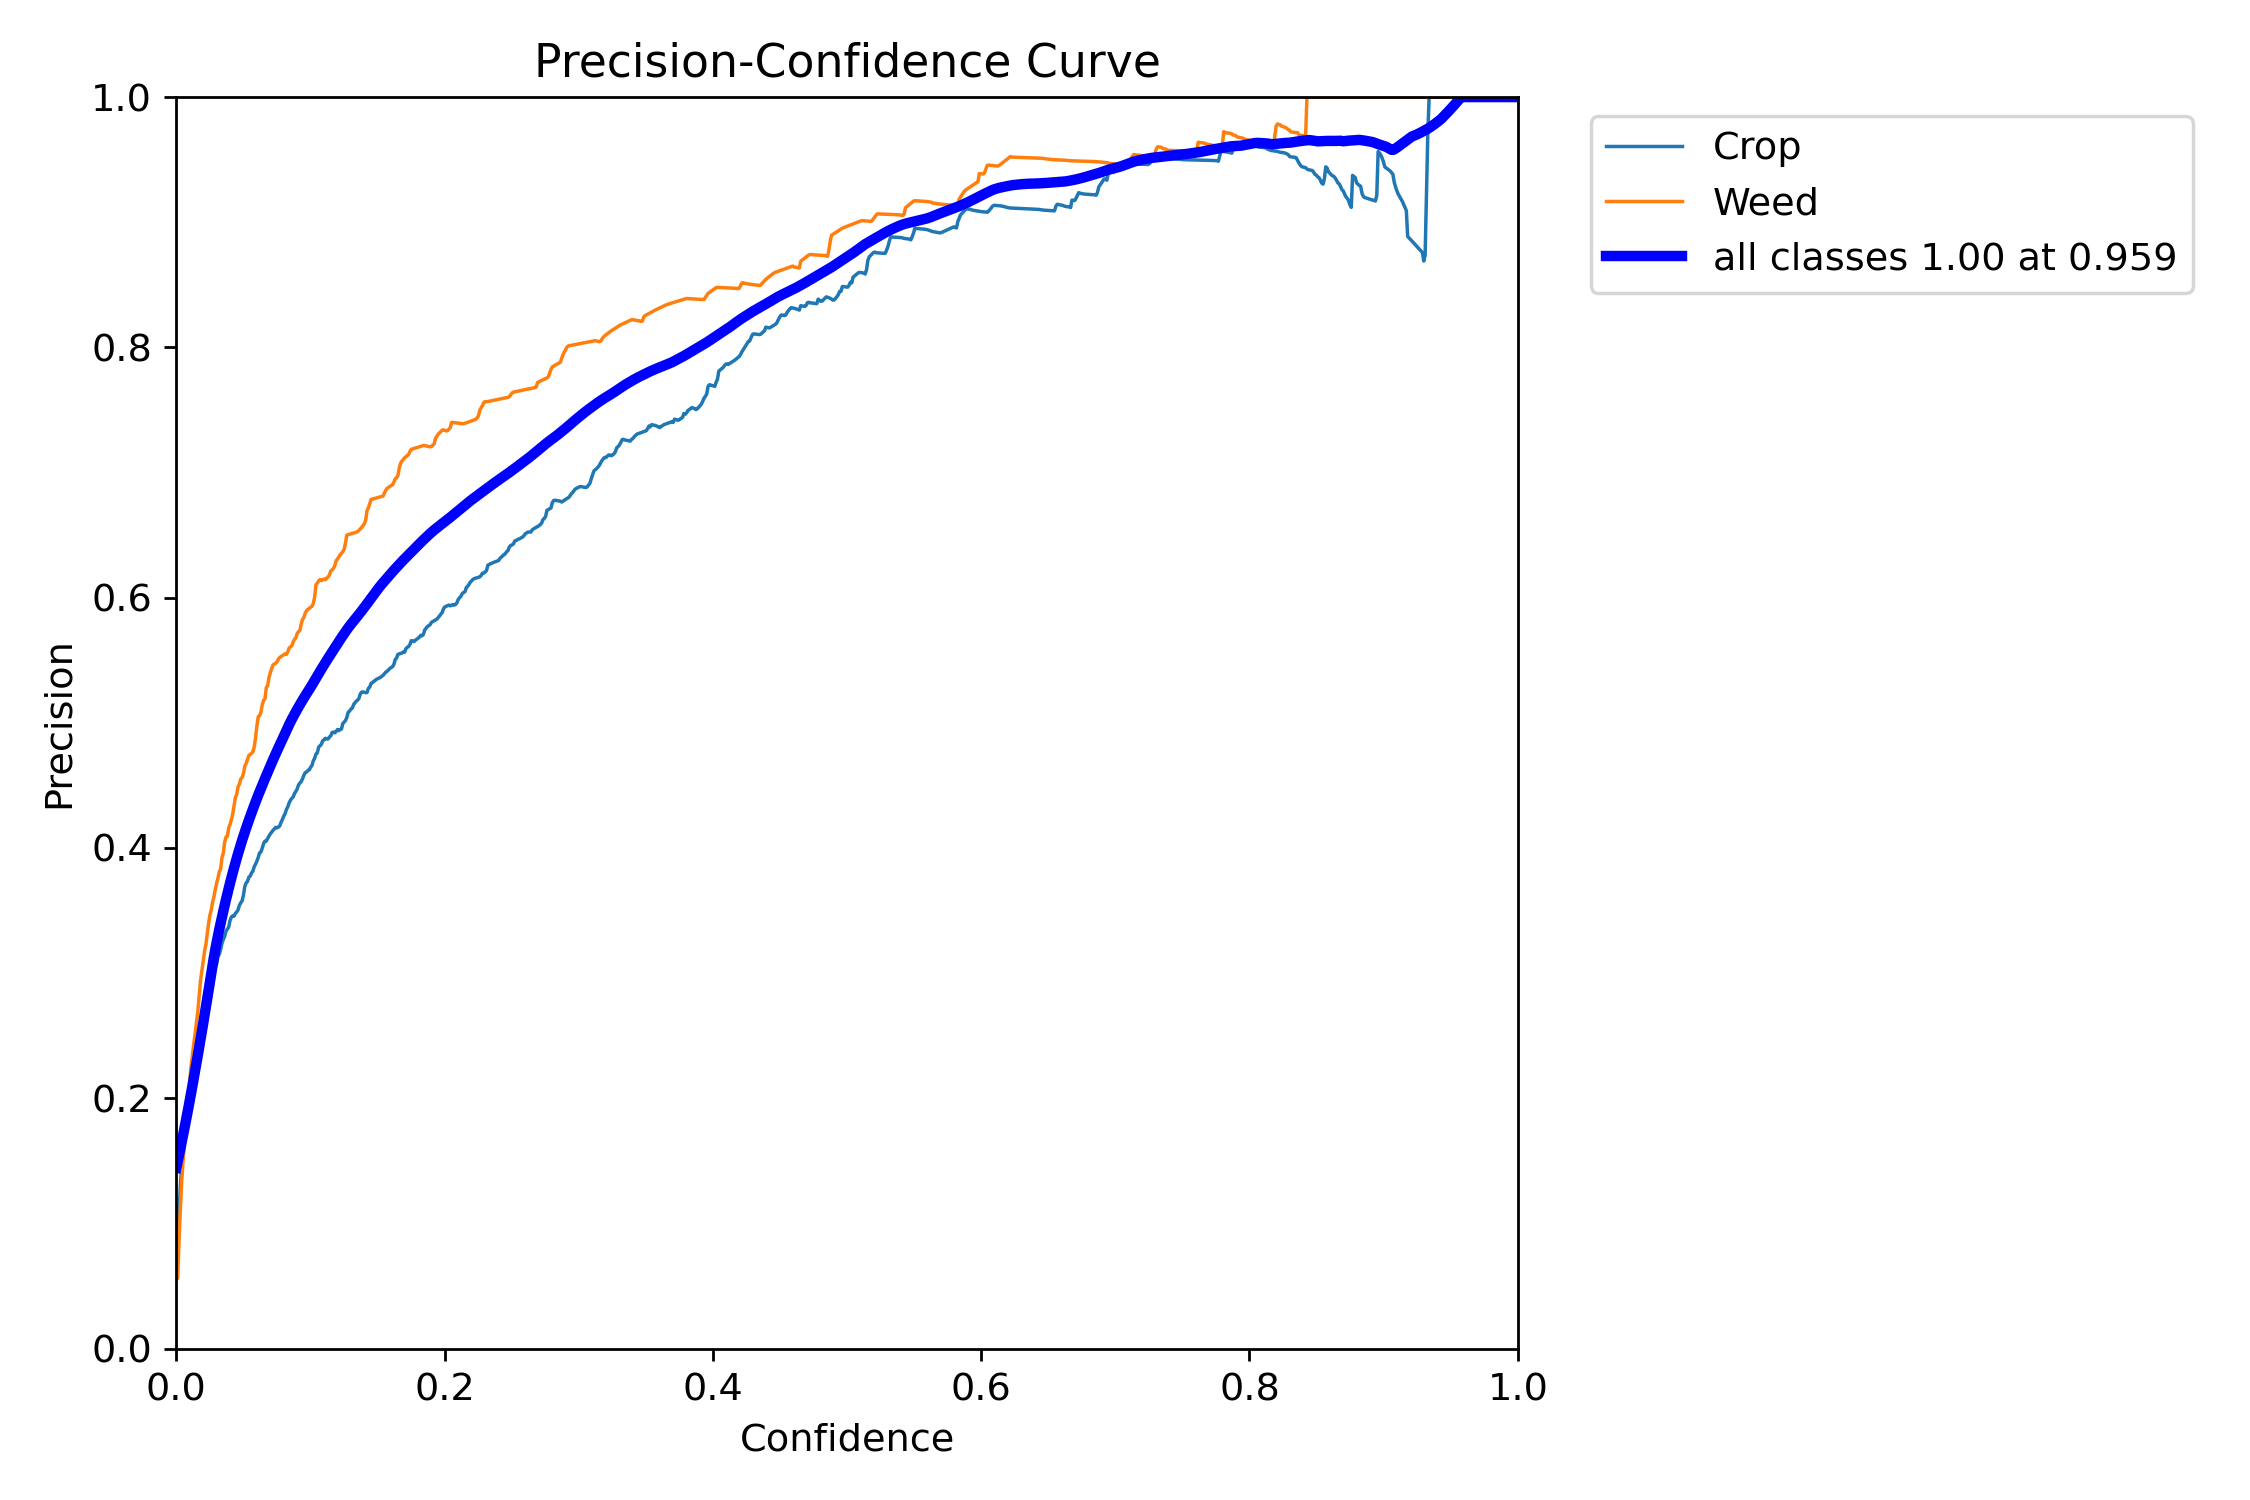 Precision-Confidence Curve
1.0
0.8
0.6
0.4
0.2
0.0
Precision
0.0 0.2 0.4 0.6 0.8 1.0
Confidence
Crop
Weed
all classes 1.00 at 0.959